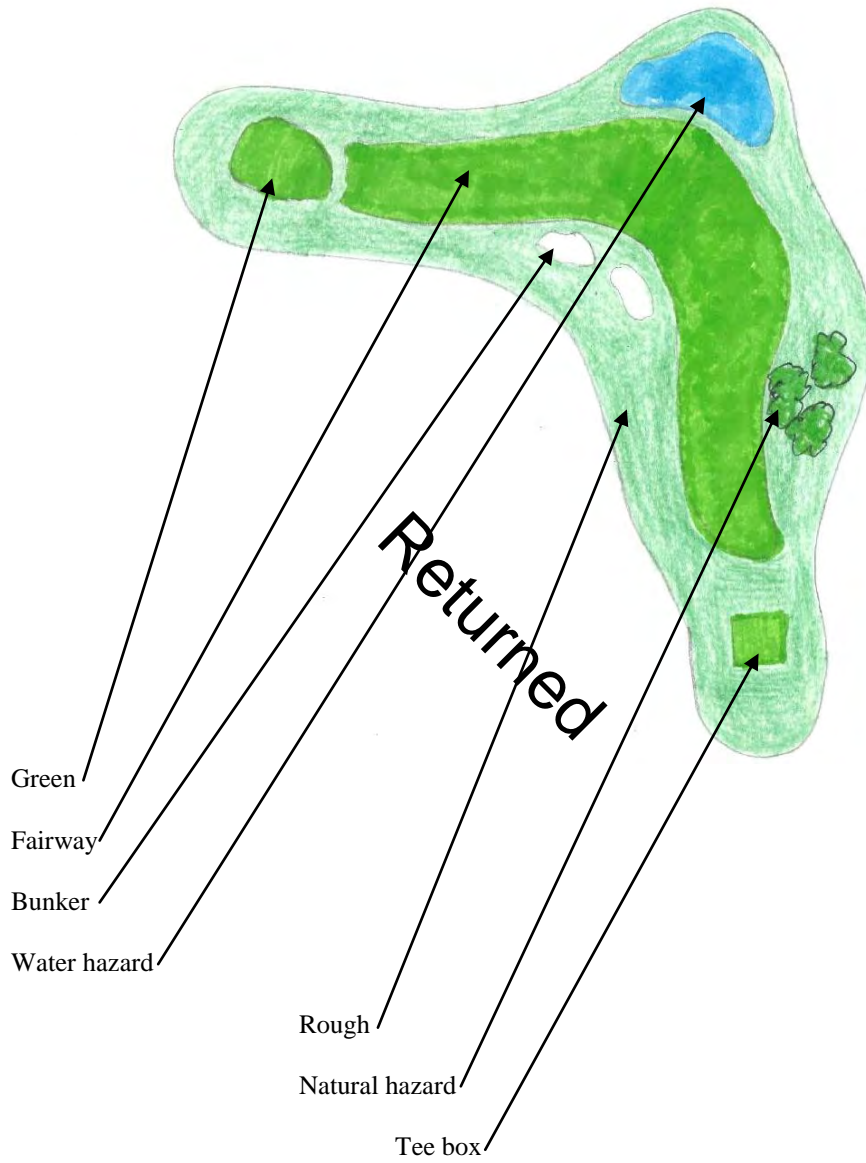 Returned
Green
Fairway
Bunker
Water hazard
Rough
Natural hazard
Tee box